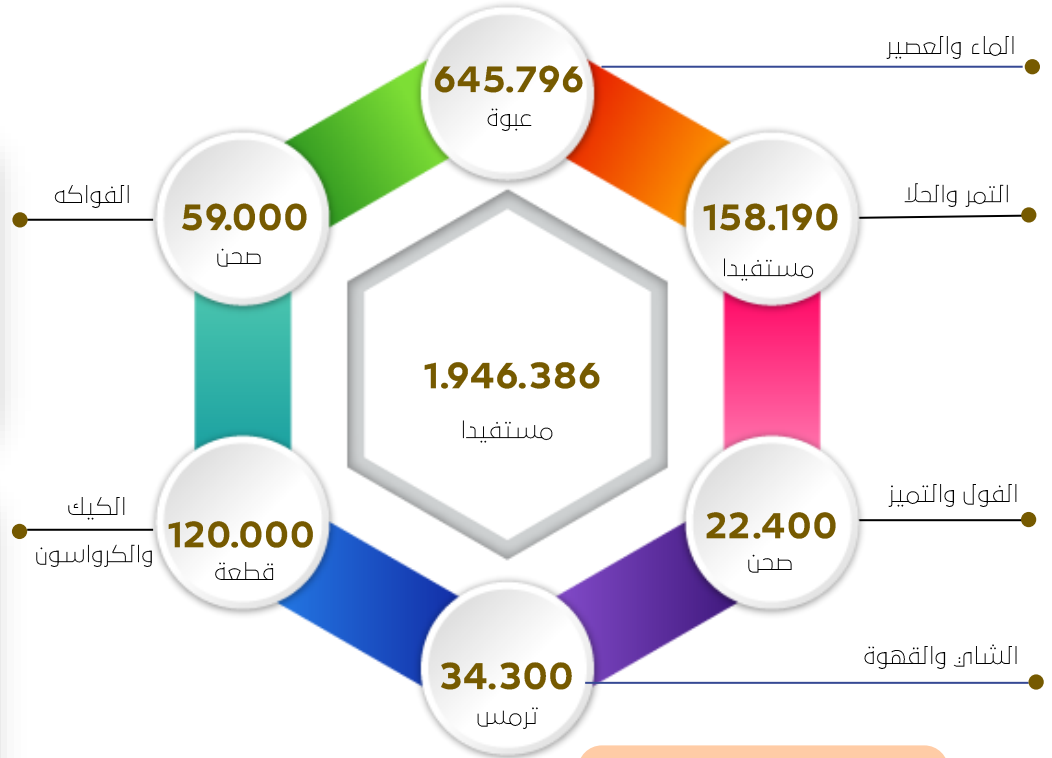 الماء والعصير
645.796
عبوة
التمر والحلا
158.190
مستفيدا
الفواكه
59.000
صحن
1.946.386
مستفيدا
الفول والتميز
22.400
صحن
الكيك
والكرواسون
120.000
قطعة
الشاي والقهوة
34.300
ترمس